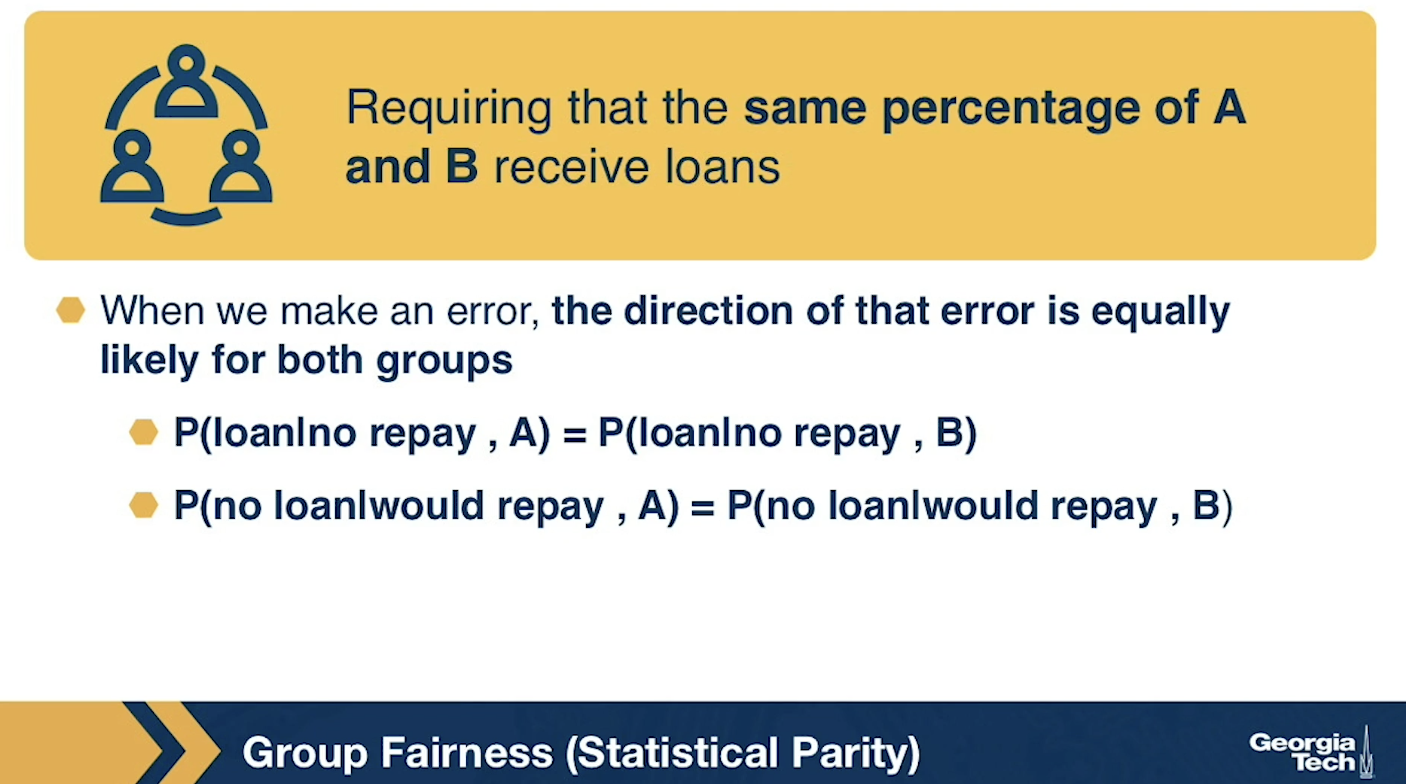 Requiring that the same percentage of A
and B receive loans
When we make an error, the direction of that error is equally
likely for both groups
P(loan|no repay , A) = P(loan|no repay , B)
P(no loan|would repay , A) = P(no loan|would repay , B)
Group Fairness (Statistical Parity)
Georgia
Tech